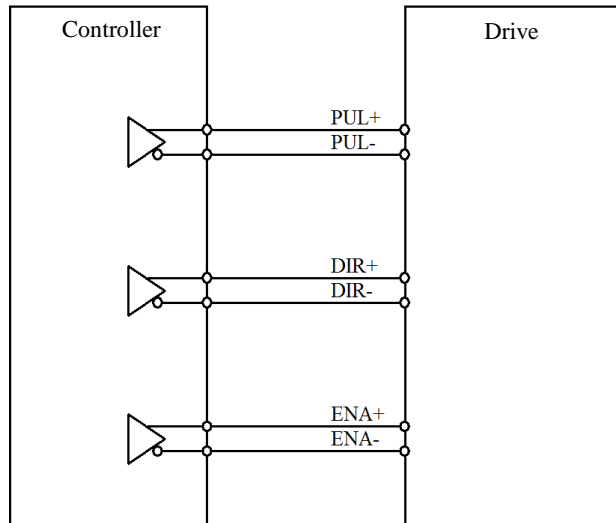 Controller
Drive
PUL+
PUL-
DIR+
DIR-
ENA+
ENA-